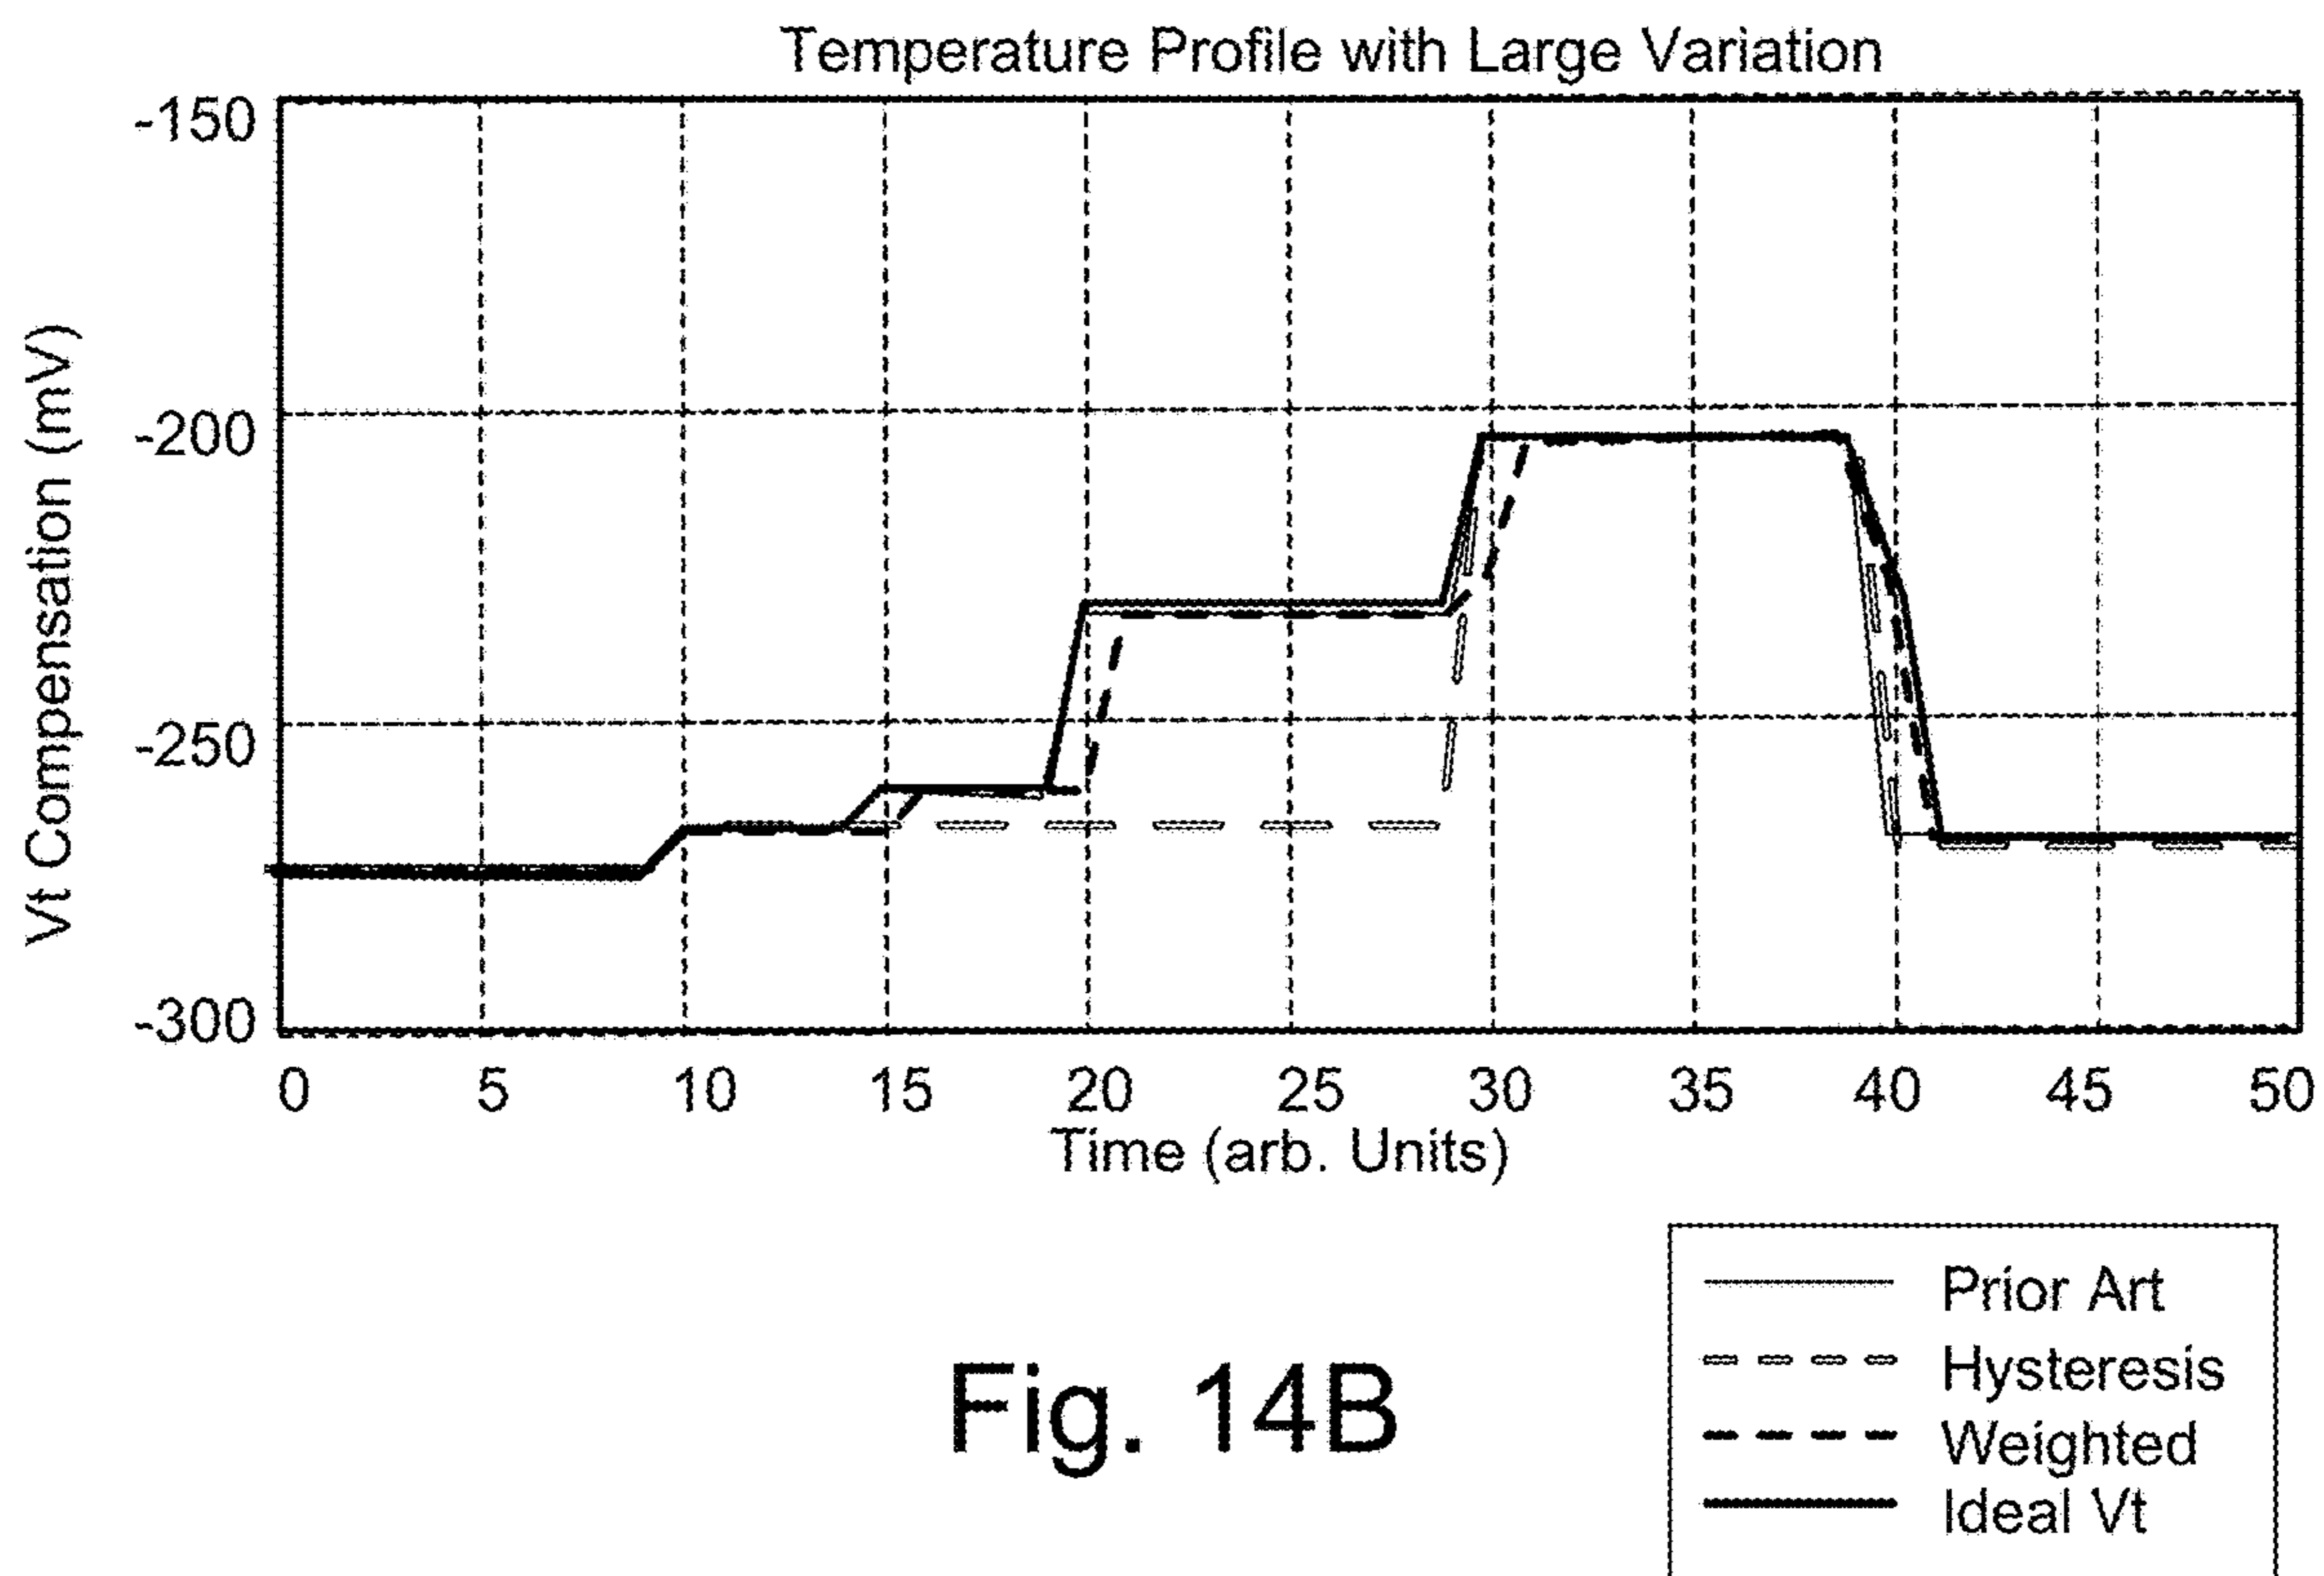 Temperature Profile with Large Variation
Vt Compensation (mV)
-150
-200
-250
-300
0 5 10 15 20 25 30 35 40 45 50
Time (arb. Units)
Prior Art
Hysteresis
Weighted
Ideal Vt
Fig. 14B